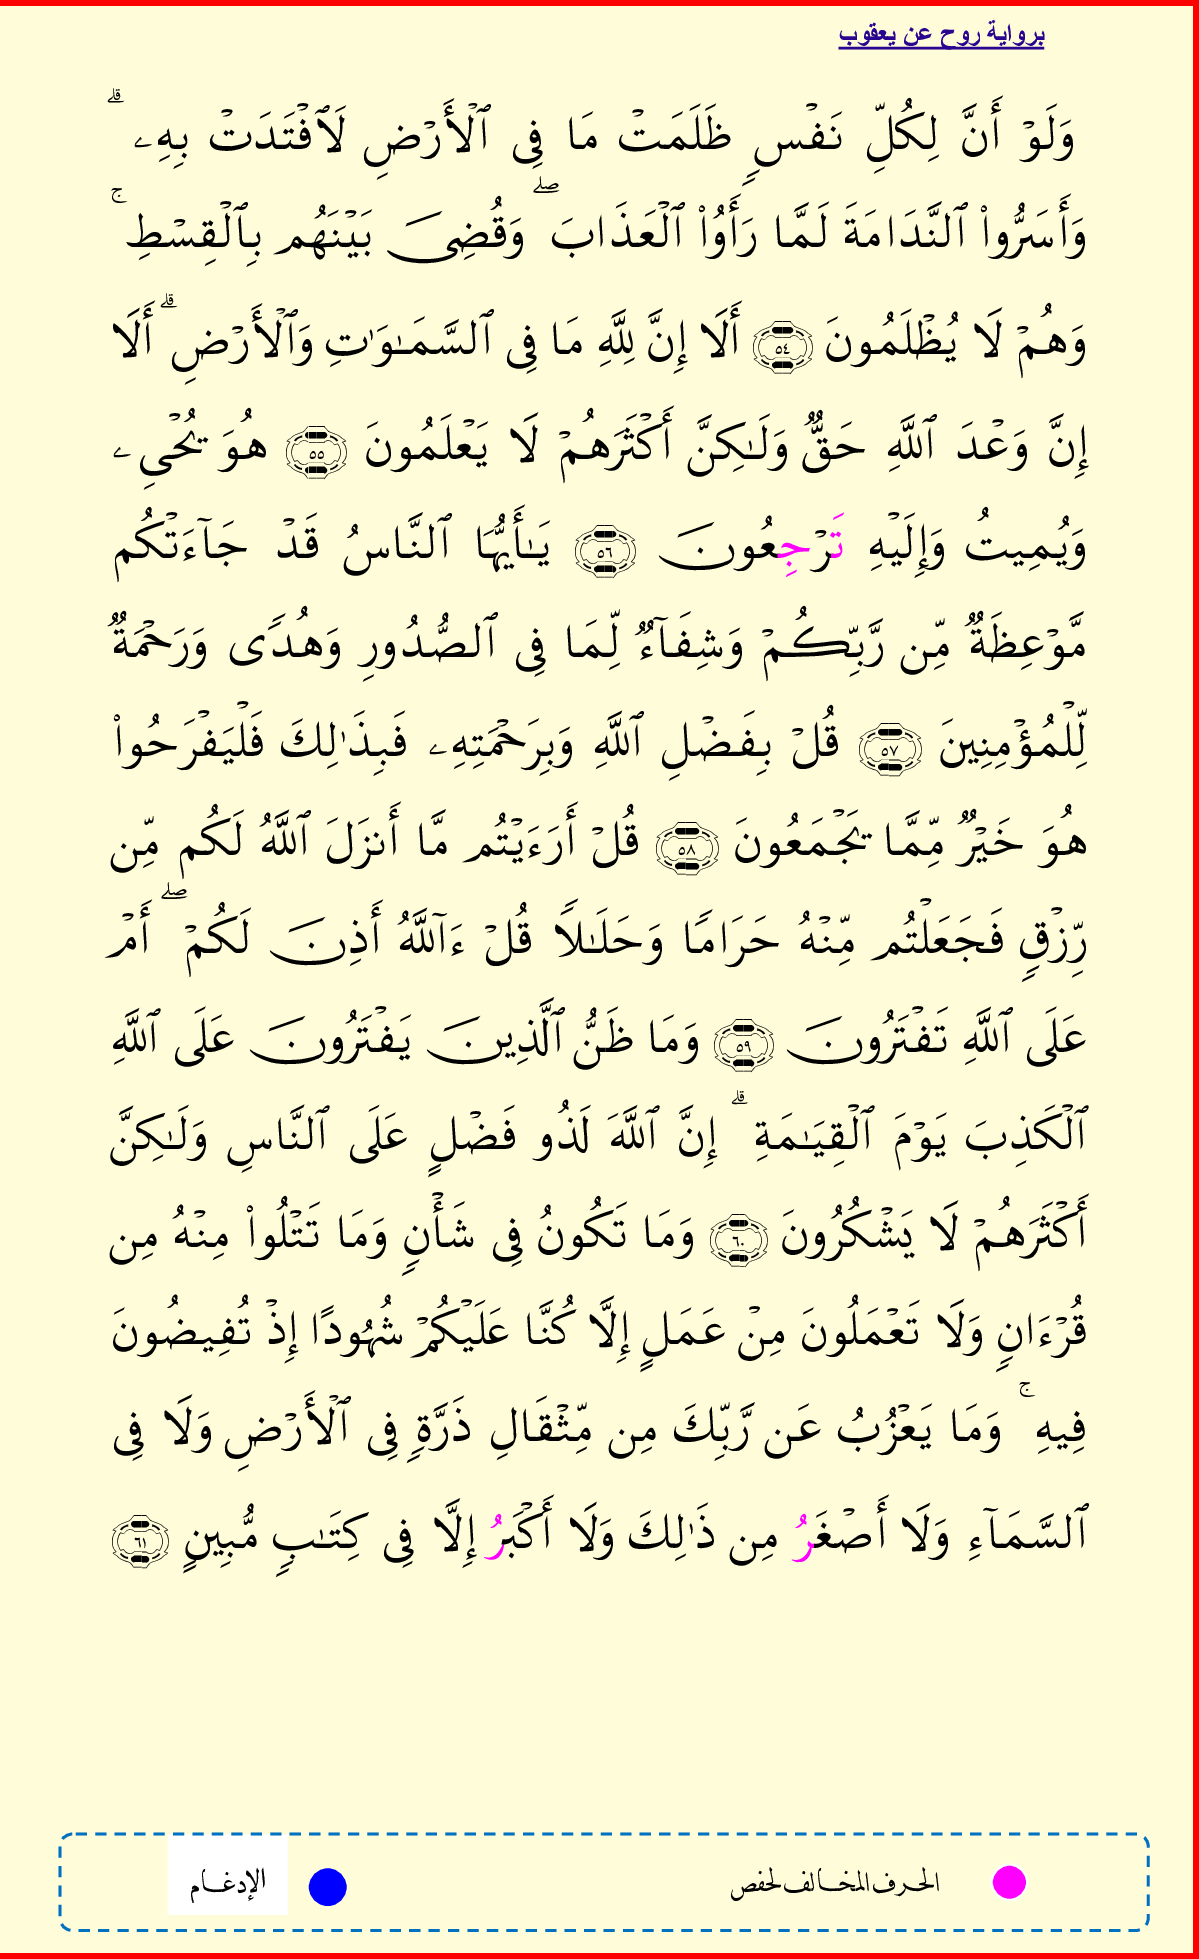 برواية روح عن يعقوب
وَلَوۡ أَنَّ لِكُلِّ نَفۡسٖ ظَلَمَتۡ مَا فِي ٱلۡأَرۡضِ لَٱفۡتَدَتۡ بِهِۦۗ
وَأَسَرُّواْ ٱلنَّدَامَةَ لَمَّا رَأَوُاْ ٱلۡعَذَابَۖ وَقُضِيَ بَيۡنَهُم بِٱلۡقِسۡطِۚ
وَهُمۡ لَا يُظۡلَمُونَ ٥٤ أَلَا إِنَّ لِلَّهِ مَا فِي ٱلسَّمَٰوَٰتِ وَٱلۡأَرۡضِۗ أَلَا
إِنَّ وَعۡدَ ٱللَّهِ حَقّٞ وَلَٰكِنَّ أَكۡثَرَهُمۡ لَا يَعۡلَمُونَ ٥٥ هُوَ يُحۡيِۦ
وَيُمِيتُ وَإِلَيۡهِ تَرۡجِعُونَ ٥٦ يَٰأَيُّهَا ٱلنَّاسُ قَدۡ جَآءَتۡكُم
مَّوۡعِظَةٞ مِّن رَّبِّكُمۡ وَشِفَآءٞ لِّمَا فِي ٱلصُّدُورِ وَهُدٗى وَرَحۡمَةٞ
لِّلۡمُؤۡمِنِينَ ٥٧ قُلۡ بِفَضۡلِ ٱللَّهِ وَبِرَحۡمَتِهِۦ فَبِذَٰلِكَ فَلۡيَفۡرَحُواْ
هُوَ خَيۡرٞ مِّمَّا يَجۡمَعُونَ ٥٨ قُلۡ أَرَءَيۡتُم مَّا أَنزَلَ ٱللَّهُ لَكُم مِّن
رِّزۡقٖ فَجَعَلۡتُم مِّنۡهُ حَرَامٗا وَحَلَٰلٗا قُلۡ ءَآللَّهُ أَذِنَ لَكُمۡۖ أَمۡ
عَلَى ٱللَّهِ تَفۡتَرُونَ ٥٩ وَمَا ظَنُّ ٱلَّذِينَ يَفۡتَرُونَ عَلَى ٱللَّهِ
ٱلۡكَذِبَ يَوۡمَ ٱلۡقِيَٰمَةِۗ إِنَّ ٱللَّهَ لَذُو فَضۡلٍ عَلَى ٱلنَّاسِ وَلَٰكِنَّ
أَكۡثَرَهُمۡ لَا يَشۡكُرُونَ ٦٠ وَمَا تَكُونُ فِي شَأۡنٖ وَمَا تَتۡلُواْ مِنۡهُ مِن
قُرۡءَانٖ وَلَا تَعۡمَلُونَ مِنۡ عَمَلٍ إِلَّا كُنَّا عَلَيۡكُمۡ شُهُودًا إِذۡ تُفِيضُونَ
فِيهِۚ وَمَا يَعۡزُبُ عَن رَّبِّكَ مِن مِّثۡقَالِ ذَرَّةٖ فِي ٱلۡأَرۡضِ وَلَا فِي
ٱلسَّمَآءِ وَلَا أَصۡغَرُ مِن ذَٰلِكَ وَلَا أَكۡبَرُ إِلَّا فِي كِتَٰبٖ مُّبِينٍ ٦١
الحرف المخالف لحفص
الإدغام